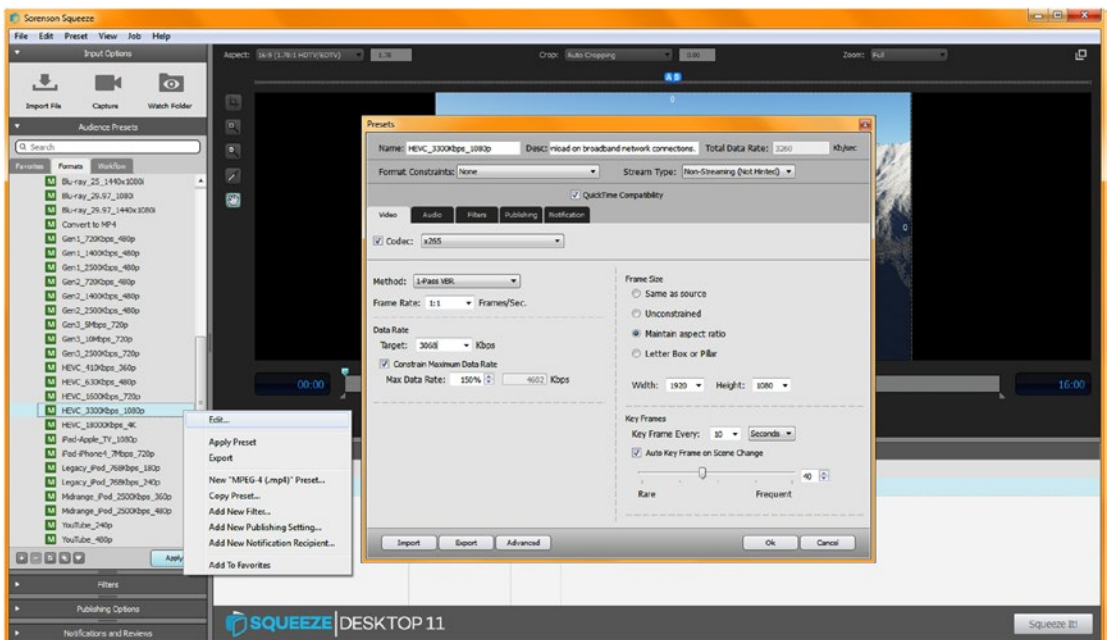 Sorenson Squeeze
File Edit Preset View Job Help
Input Options
Import File Capture Watch Folder
Audience Presets
Search
Favorites Formats Workflow
Blu-ray_25_1440x1080i
Blu-ray_29.97_1080i
Blu-ray_29.97_1440x1080i
Convert to MP4
Gen1_720Kbps_480p
Gen1_1400Kbps_480p
Gen1_2500Kbps_480p
Gen2_720Kbps_480p
Gen2_1400Kbps_480p
Gen2_2500Kbps_480p
Gen3_5Mbps_720p
Gen3_10Mbps_720p
Gen3_2500Kbps_720p
HEVC_410Kbps_360p
HEVC_630Kbps_480p
HEVC_1600Kbps_720p
HEVC_3300Kbps_1080p
HEVC_18000Kbps_4K
iPad-Apple_TV_1080p
iPad-iPhone4_7Mbps_720p
Legacy_iPod_768Kbps_180p
Legacy_iPod_768Kbps_240p
Midrange_iPod_2500Kbps_360p
Midrange_iPod_2500Kbps_480p
YouTube_240p
YouTube_480p
Apply
Filters
Publishing Options
Notifications and Reviews
Edit...
Apply Preset
Export
New "MPEG-4 (.mp4)" Preset...
Copy Preset...
Add New Filter...
Add New Publishing Setting...
Add New Notification Recipient...
Add To Favorites
Aspect: 16:9 (1.78:1 HDTV/EDTV) 1.78 Crop: Auto Cropping 0.00 Zoom: Full
A B
0
0
00:00
16:00
Presets
Name: HEVC_3300Kbps_1080p Desc: nload on broadband network connections. Total Data Rate: 3260 Kb/sec
Format Constraints: None Stream Type: Non-Streaming (Not Hinted)
QuickTime Compatibility
Video Audio Filters Publishing Notification
Codec: x265
Method: 1-Pass VBR
Frame Rate: 1:1 Frames/Sec.
Data Rate
Target: 3068 Kbps
Constrain Maximum Data Rate
Max Data Rate: 150% 4602 Kbps
Frame Size
Same as source
Unconstrained
Maintain aspect ratio
Letter Box or Pillar
Width: 1920 Height: 1080
Key Frames
Key Frame Every: 10 Seconds
Auto Key Frame on Scene Change
40
Rare Frequent
Import Export Advanced Ok Cancel
SQUEEZE DESKTOP 11
Squeeze It!